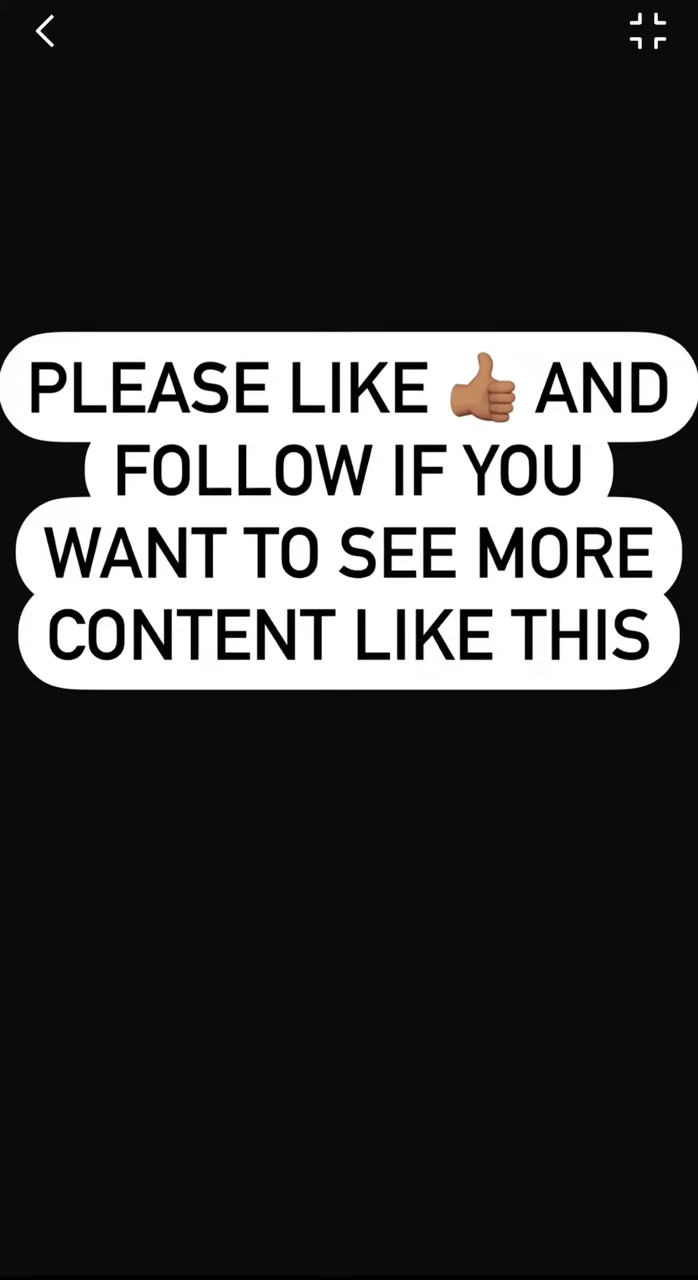 PLEASE LIKE 👍🏽 AND
FOLLOW IF YOU
WANT TO SEE MORE
CONTENT LIKE THIS